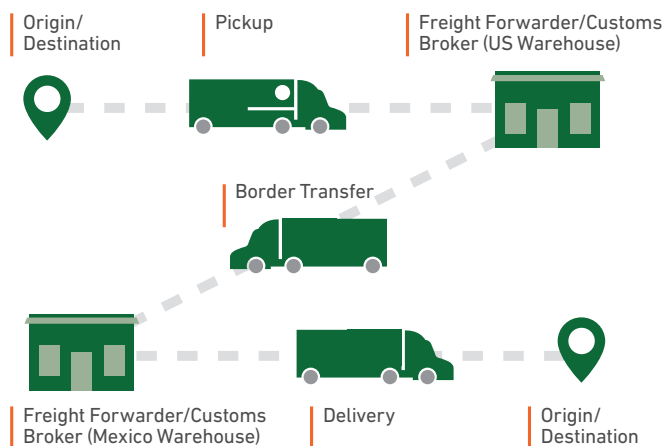 Origin/
Destination
Pickup
Freight Forwarder/Customs
Broker (US Warehouse)
Border Transfer
Freight Forwarder/Customs
Broker (Mexico Warehouse)
Delivery
Origin/
Destination